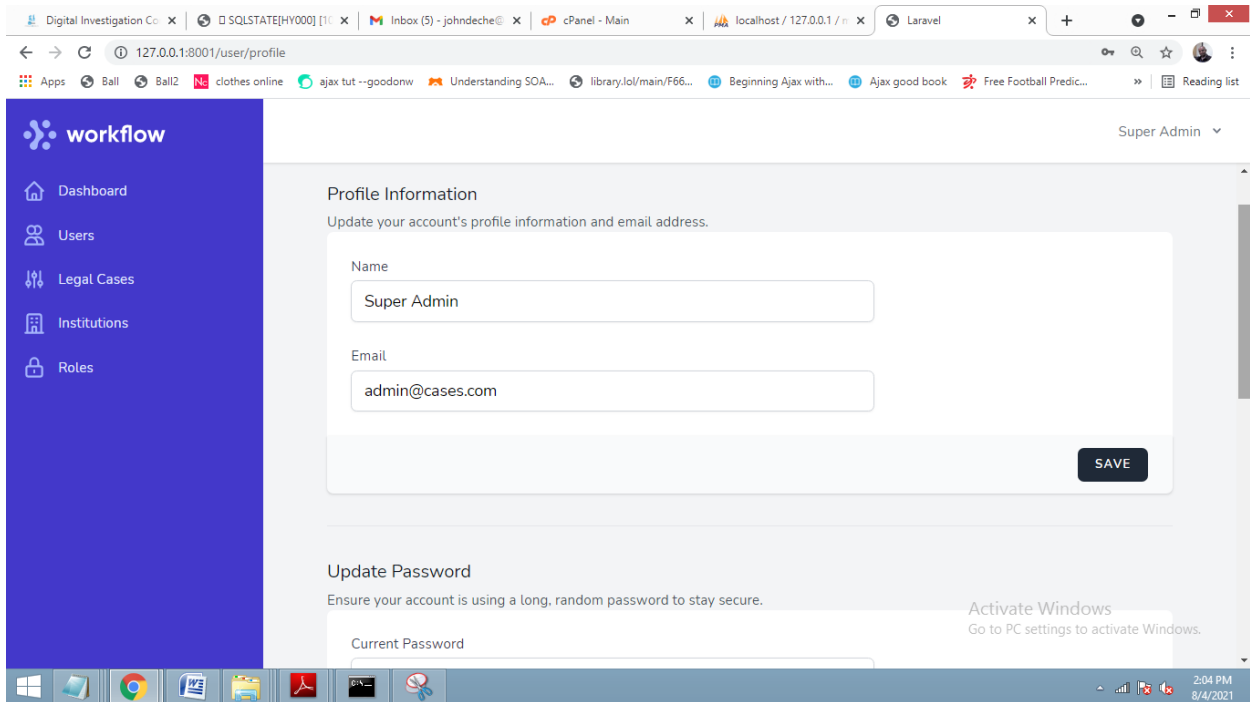 Digital Investigation Co
SQLSTATE[HY000] [10
Inbox (5) - johndeche@
cPanel - Main
localhost / 127.0.0.1 /
Laravel
127.0.0.1:8001/user/profile
Apps Ball Ball2 Nc clothes online ajax tut --goodonw Understanding SOA... library.lol/main/F66... Beginning Ajax with... Ajax good book Free Football Predic... » Reading list
workflow
Super Admin
Dashboard
Users
Legal Cases
Institutions
Roles
Profile Information
Update your account's profile information and email address.
Name
Super Admin
Email
admin@cases.com
SAVE
Update Password
Ensure your account is using a long, random password to stay secure.
Current Password
Activate Windows
Go to PC settings to activate Windows.
2:04 PM
8/4/2021